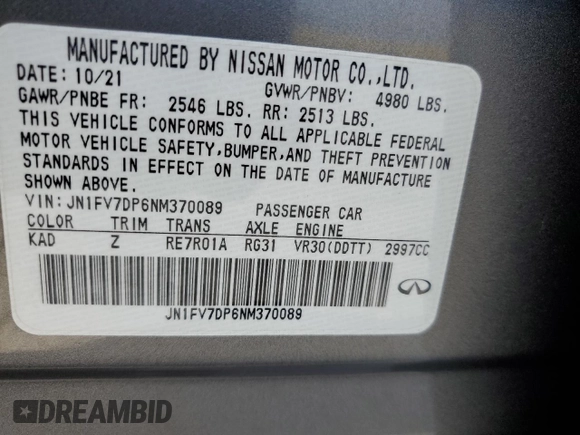 MANUFACTURED BY NISSAN MOTOR CO.,LTD.
DATE: 10/21 GVWR/PNBV: 4980 LBS.
GAWR/PNBE FR: 2546 LBS. RR: 2513 LBS.
THIS VEHICLE CONFORMS TO ALL APPLICABLE FEDERAL
MOTOR VEHICLE SAFETY,BUMPER,AND THEFT PREVENTION
STANDARDS IN EFFECT ON THE DATE OF MANUFACTURE
SHOWN ABOVE.
VIN:JN1FV7DP6NM370089 PASSENGER CAR
COLOR TRIM TRANS AXLE ENGINE
KAD Z RE7R01A RG31 VR30(DDTT) 2997CC
JN1FV7DP6NM370089
DREAMBID